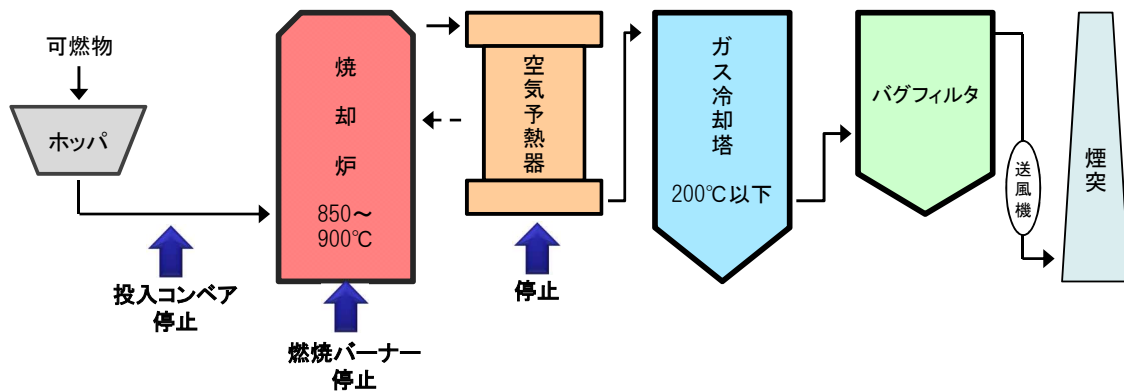 可燃物
ホッパ
投入コンベア
停止
焼却炉
850～
900℃
燃焼バーナー
停止
空気予熱器
停止
ガス冷却塔
200℃以下
バグフィルタ
送風機
煙突